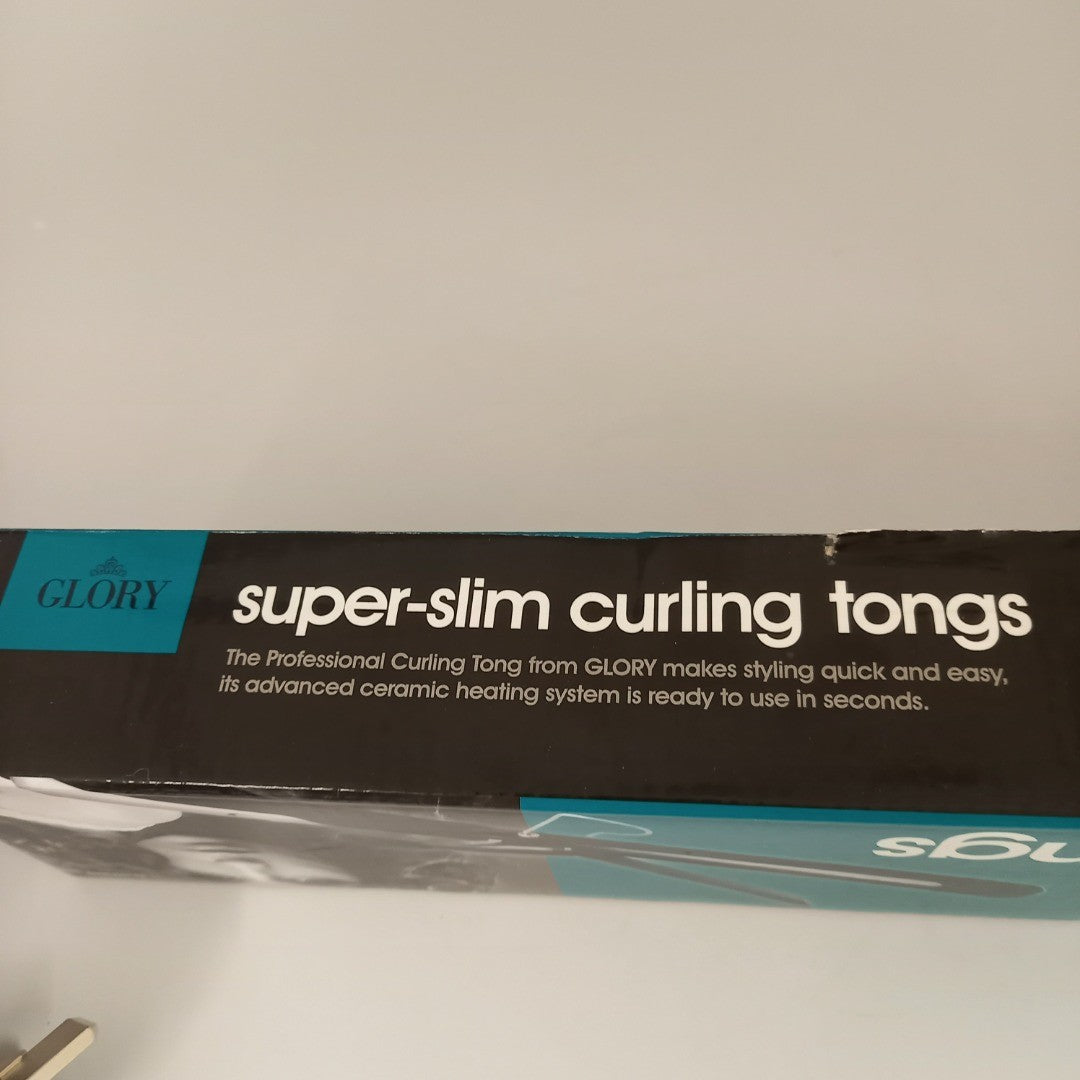 GLORY
super-slim curling tongs
The Professional Curling Tong from GLORY makes styling quick and easy,
its advanced ceramic heating system is ready to use in seconds.
ngs